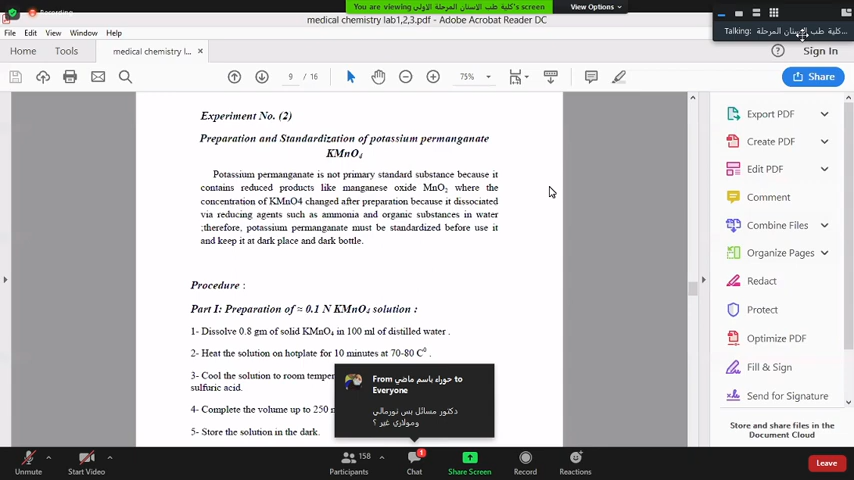 Recording
You are viewing كلية طب الاسنان المرحلة الاولى's screen
View Options
medical chemistry lab1,2,3.pdf - Adobe Acrobat Reader DC
Talking: كلية طب الاسنان المرحلة...
File Edit View Window Help
Home Tools medical chemistry l... × Sign In
9 / 16 75% Share
Experiment No. (2)
Preparation and Standardization of potassium permanganate
KMnO4
Potassium permanganate is not primary standard substance because it
contains reduced products like manganese oxide MnO2 where the
concentration of KMnO4 changed after preparation because it dissociated
via reducing agents such as ammonia and organic substances in water
;therefore, potassium permanganate must be standardized before use it
and keep it at dark place and dark bottle.
Procedure :
Part I: Preparation of ≈ 0.1 N KMnO4 solution :
1- Dissolve 0.8 gm of solid KMnO4 in 100 ml of distilled water .
2- Heat the solution on hotplate for 10 minutes at 70-80 C0 .
3- Cool the solution to room temper
sulfuric acid.
4- Complete the volume up to 250 m
5- Store the solution in the dark.
From حوراء باسم ماضي to
Everyone
دكتور مسائل بس نورمالي
ومولاري غير ؟
Export PDF
Create PDF
Edit PDF
Comment
Combine Files
Organize Pages
Redact
Protect
Optimize PDF
Fill & Sign
Send for Signature
Store and share files in the
Document Cloud
Unmute Start Video 158 Participants 1 Chat Share Screen Record Reactions Leave